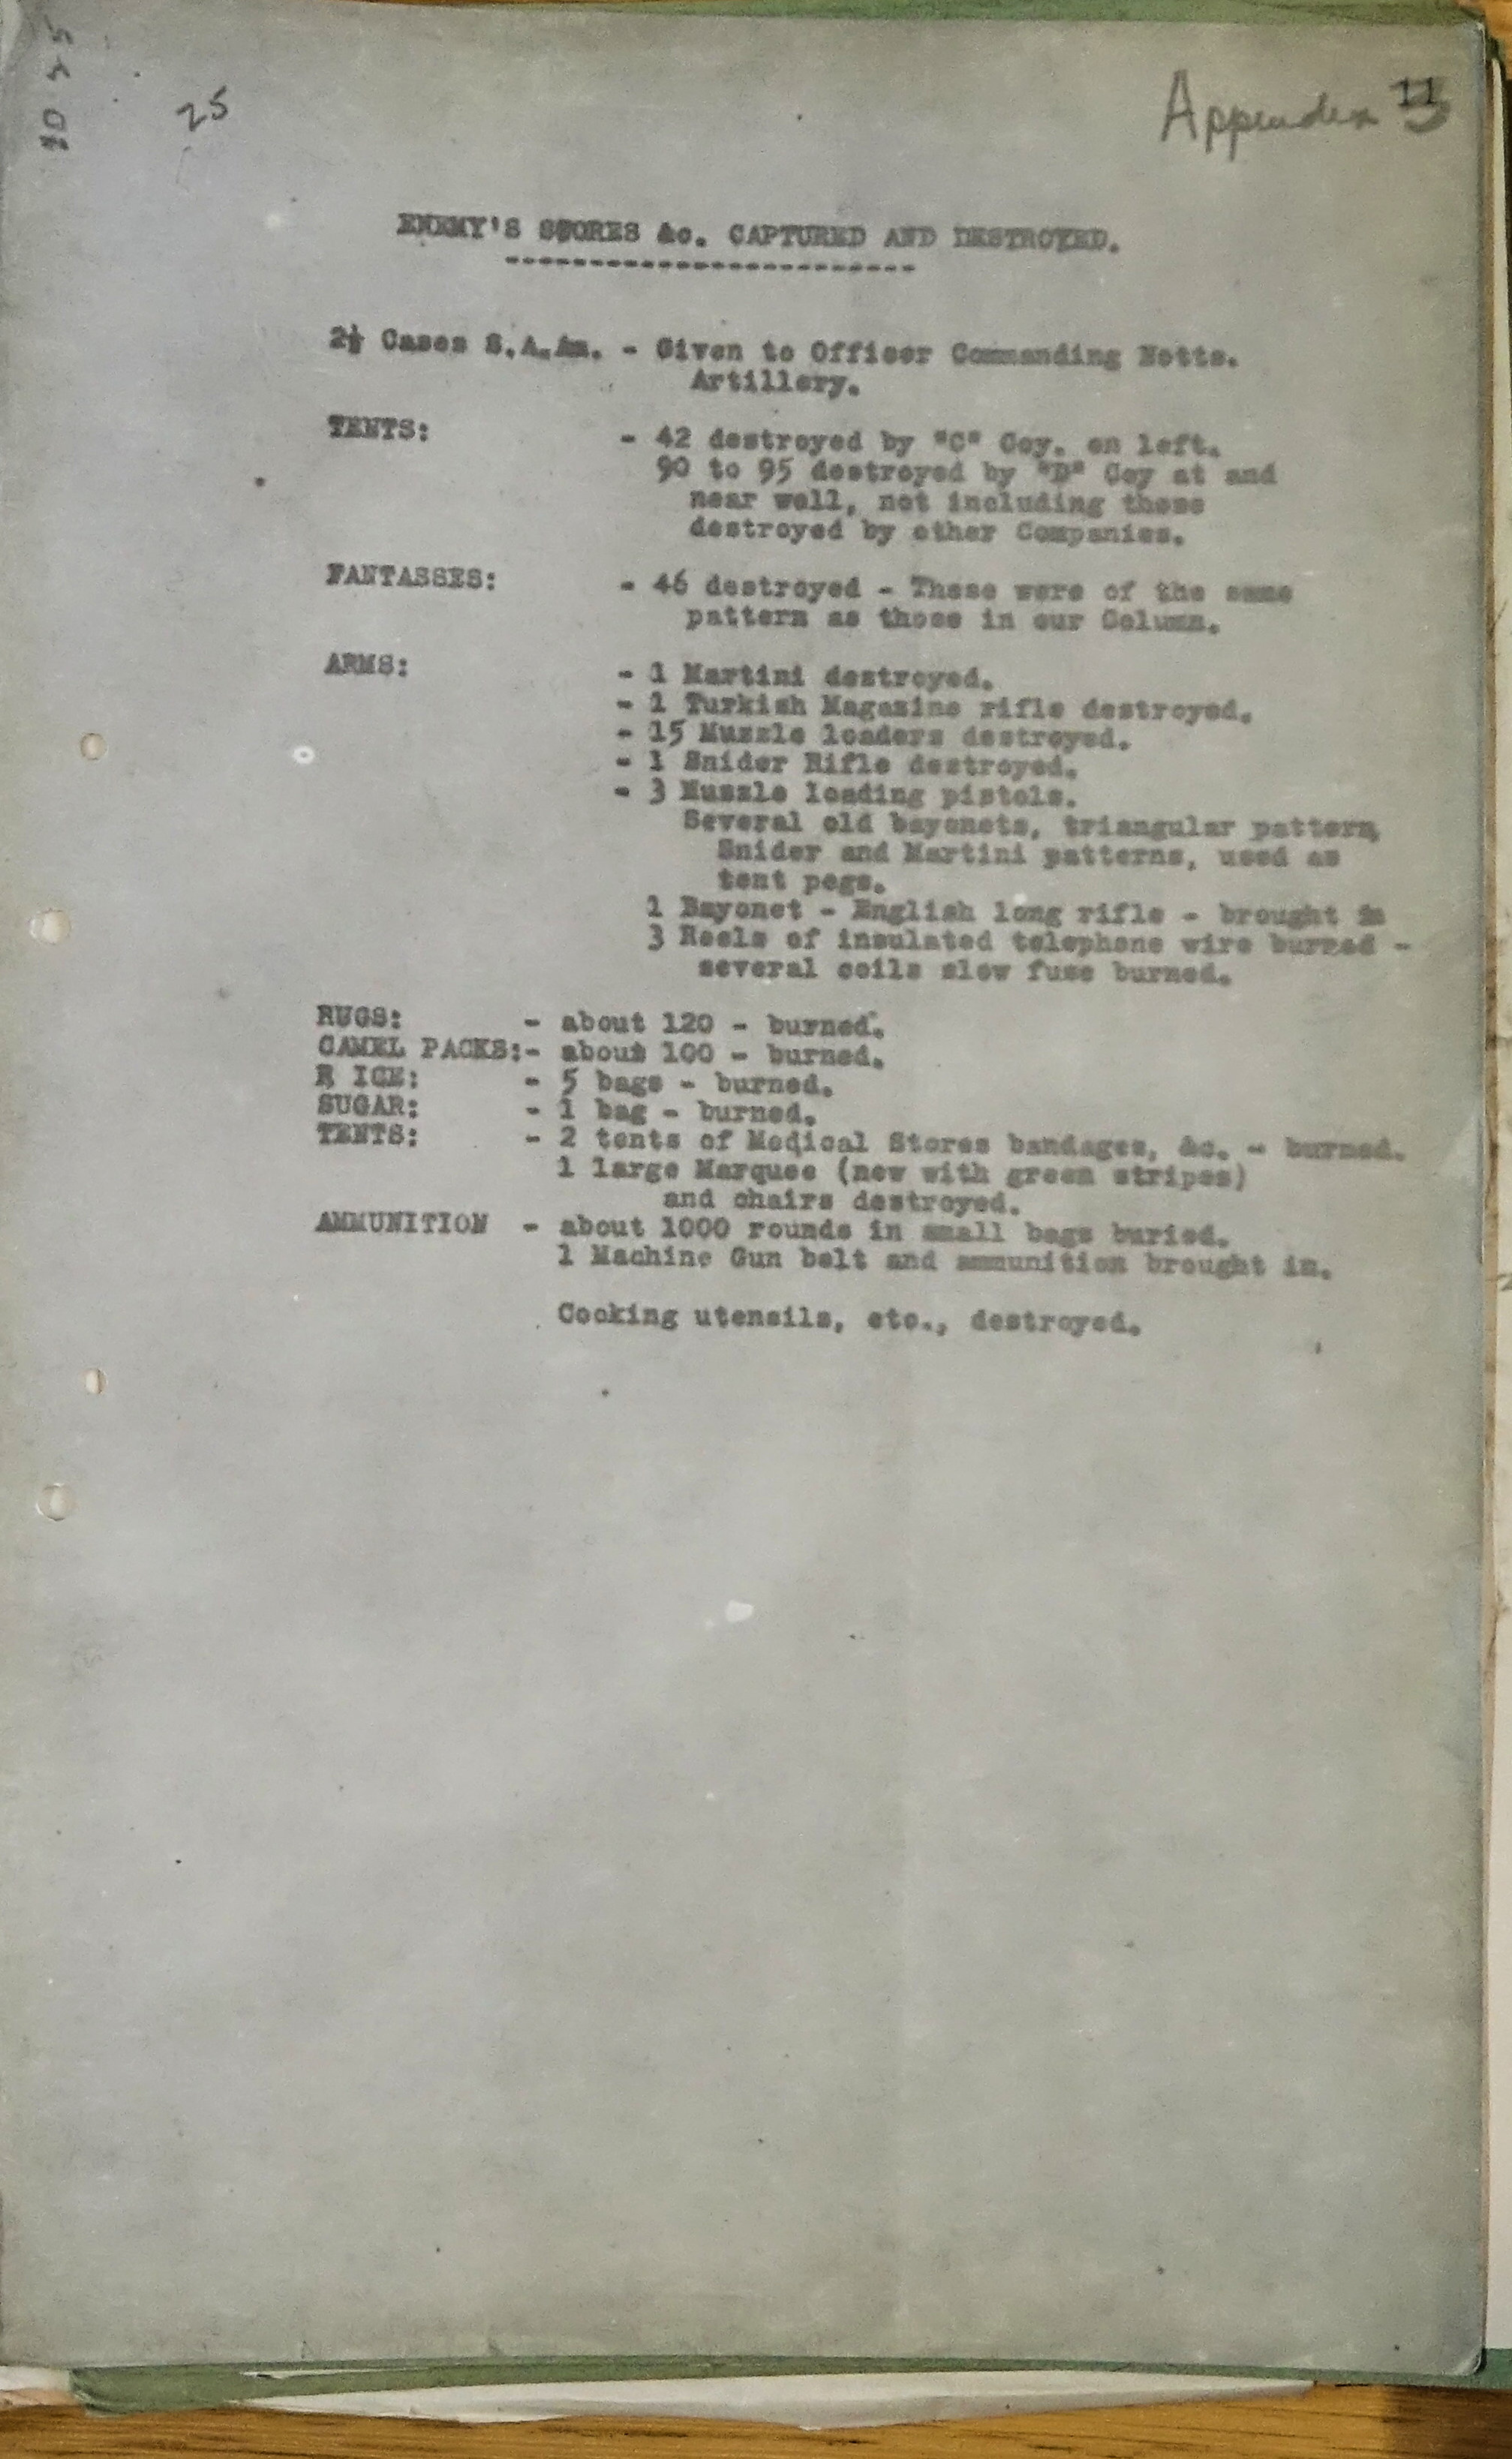 25
Appendix 11
ENEMY'S STORES &c. CAPTURED AND DESTROYED.
------------------------
2½ Cases S.A.Am. - Given to Officer Commanding Notts.
Artillery.
TENTS: - 42 destroyed by "C" Coy. on left.
90 to 95 destroyed by "D" Coy at and
near well, not including those
destroyed by other Companies.
FANTASSES: - 46 destroyed - These were of the same
pattern as those in our Column.
ARMS: - 1 Martini destroyed.
- 1 Turkish Magazine rifle destroyed.
- 15 Muzzle loaders destroyed.
- 1 Snider Rifle destroyed.
- 3 Muzzle loading pistols.
Several old bayonets, triangular pattern,
Snider and Martini patterns, used as
tent pegs.
1 Bayonet - English long rifle - brought in
3 Reels of insulated telephone wire burned -
several coils slow fuse burned.
RUGS: - about 120 - burned.
CAMEL PACKS:- about 100 - burned.
R ICE: - 5 bags - burned.
SUGAR: - 1 bag - burned.
TENTS: - 2 tents of Medical Stores bandages, &c. - burned.
1 large Marquee (new with green stripes)
and chairs destroyed.
AMMUNITION - about 1000 rounds in small bags buried.
1 Machine Gun belt and ammunition brought in.
Cooking utensils, etc., destroyed.